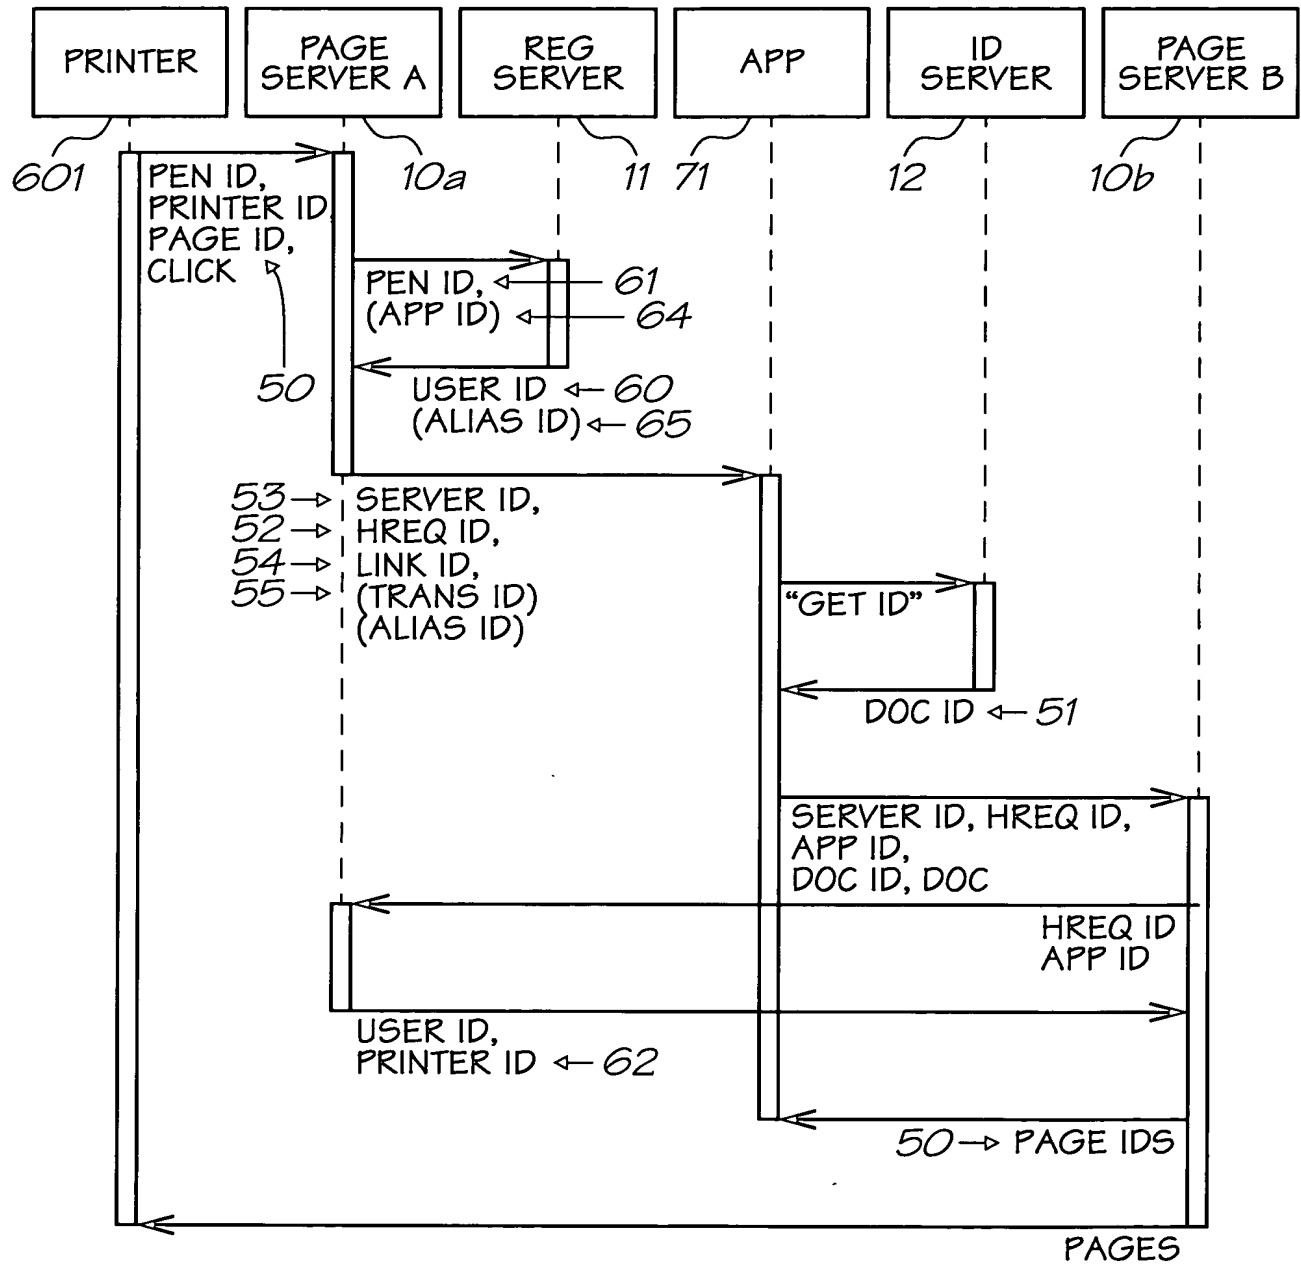 PRINTER
PAGE
SERVER A
REG
SERVER
APP
ID
SERVER
PAGE
SERVER B
601
10a
11
71
12
10b
PEN ID,
PRINTER ID
PAGE ID,
CLICK
50
PEN ID,
61
(APP ID)
64
USER ID
60
(ALIAS ID)
65
53
SERVER ID,
52
HREQ ID,
54
LINK ID,
55
(TRANS ID)
(ALIAS ID)
"GET ID"
DOC ID
51
SERVER ID, HREQ ID,
APP ID,
DOC ID, DOC
HREQ ID
APP ID
USER ID,
PRINTER ID
62
50
PAGE IDS
PAGES